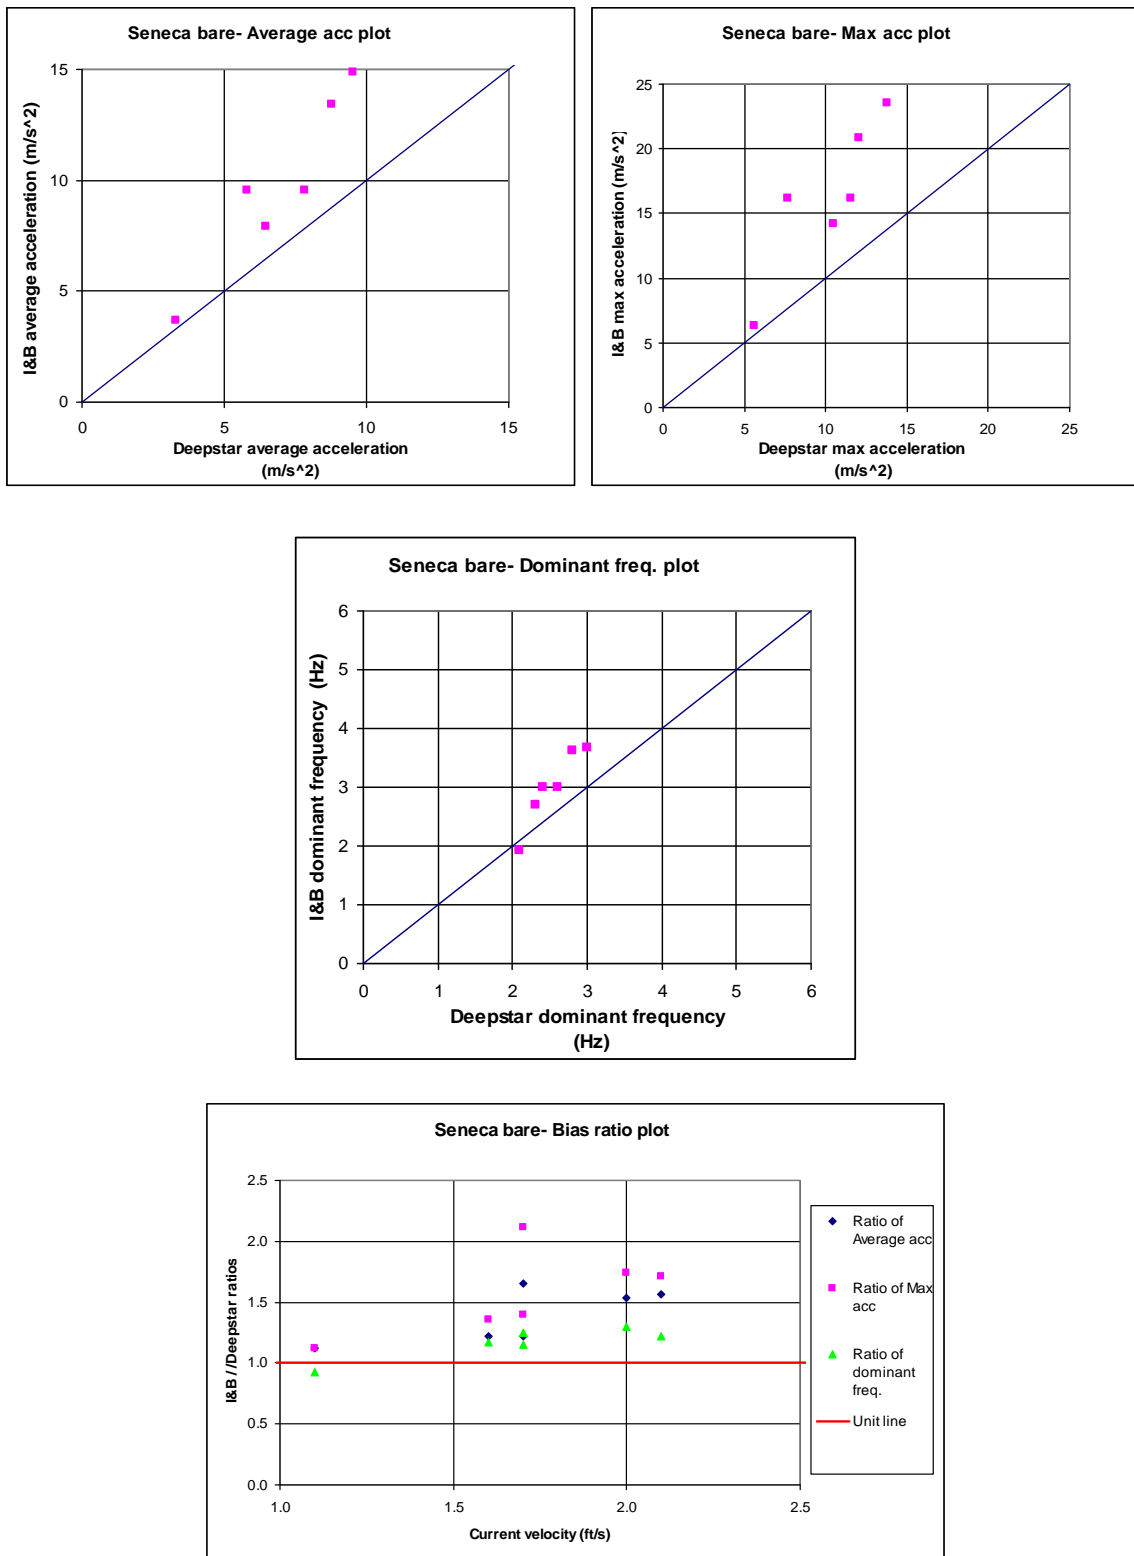 Seneca bare- Average acc plot
15
10
5
0
0 5 10 15
I&B average acceleration (m/s^2)
Deepstar average acceleration
(m/s^2)
Seneca bare- Max acc plot
25
20
15
10
5
0
0 5 10 15 20 25
I&B max acceleration (m/s^2)
Deepstar max acceleration
(m/s^2)
Seneca bare- Dominant freq. plot
6
5
4
3
2
1
0
0 1 2 3 4 5 6
I&B dominant frequency (Hz)
Deepstar dominant frequency
(Hz)
Seneca bare- Bias ratio plot
2.5
2.0
1.5
1.0
0.5
0.0
1.0 1.5 2.0 2.5
I&B //Deepstar ratios
Current velocity (ft/s)
Ratio of
Average acc
Ratio of Max
acc
Ratio of
dominant
freq.
Unit line